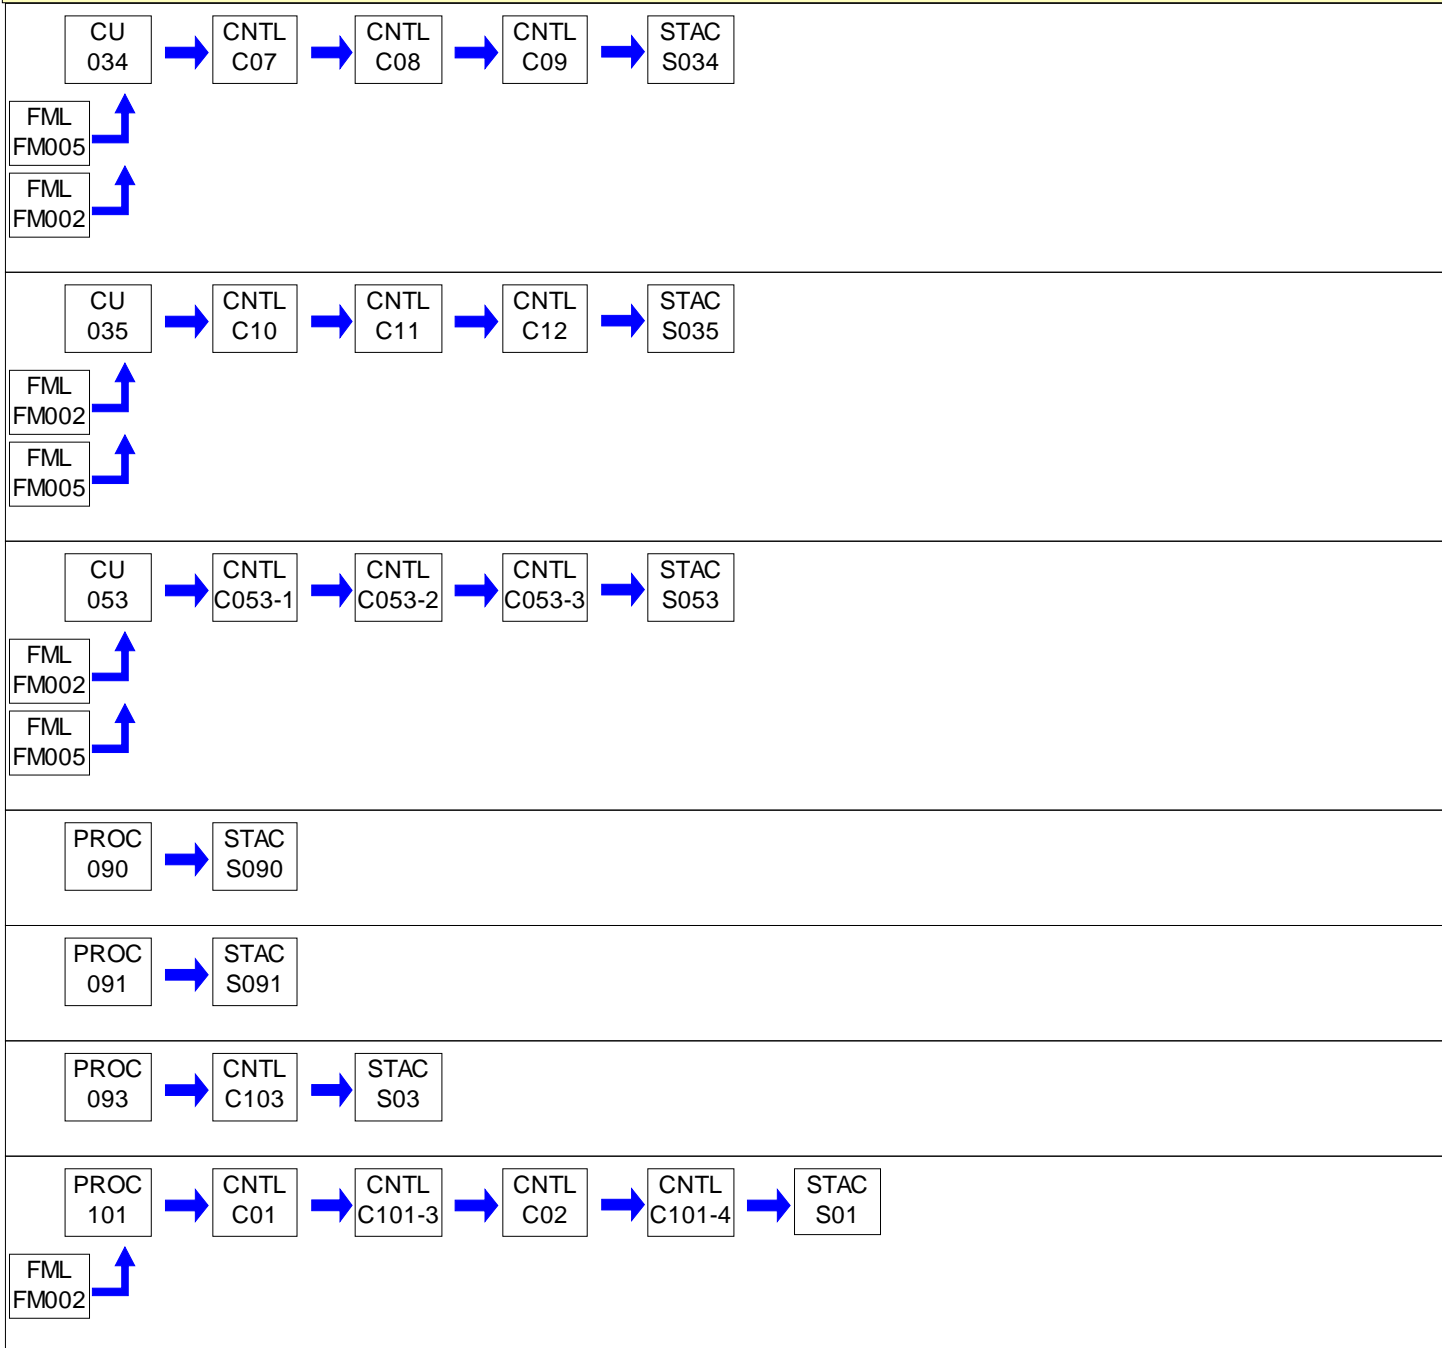 CU
034
CNTL
C07
CNTL
C08
CNTL
C09
STAC
S034
FML
FM005
FML
FM002
CU
035
CNTL
C10
CNTL
C11
CNTL
C12
STAC
S035
FML
FM002
FML
FM005
CU
053
CNTL
C053-1
CNTL
C053-2
CNTL
C053-3
STAC
S053
FML
FM002
FML
FM005
PROC
090
STAC
S090
PROC
091
STAC
S091
PROC
093
CNTL
C103
STAC
S03
PROC
101
CNTL
C01
CNTL
C101-3
CNTL
C02
CNTL
C101-4
STAC
S01
FML
FM002